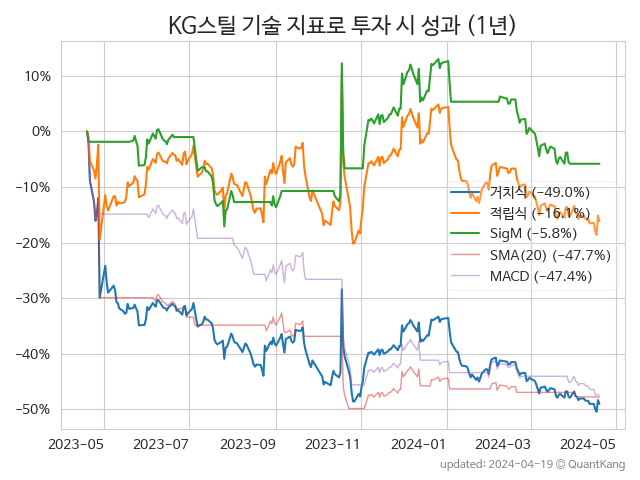 KG스틸 기술 지표로 투자 시 성과 (1년)
10%
0%
−10%
−20%
−30%
−40%
−50%
거치식 (−49.0%)
적립식 (−16.1%)
SigM (−5.8%)
SMA(20) (−47.7%)
MACD (−47.4%)
2023-05 2023-07 2023-09 2023-11 2024-01 2024-03 2024-05
updated: 2024-04-19 © QuantKang